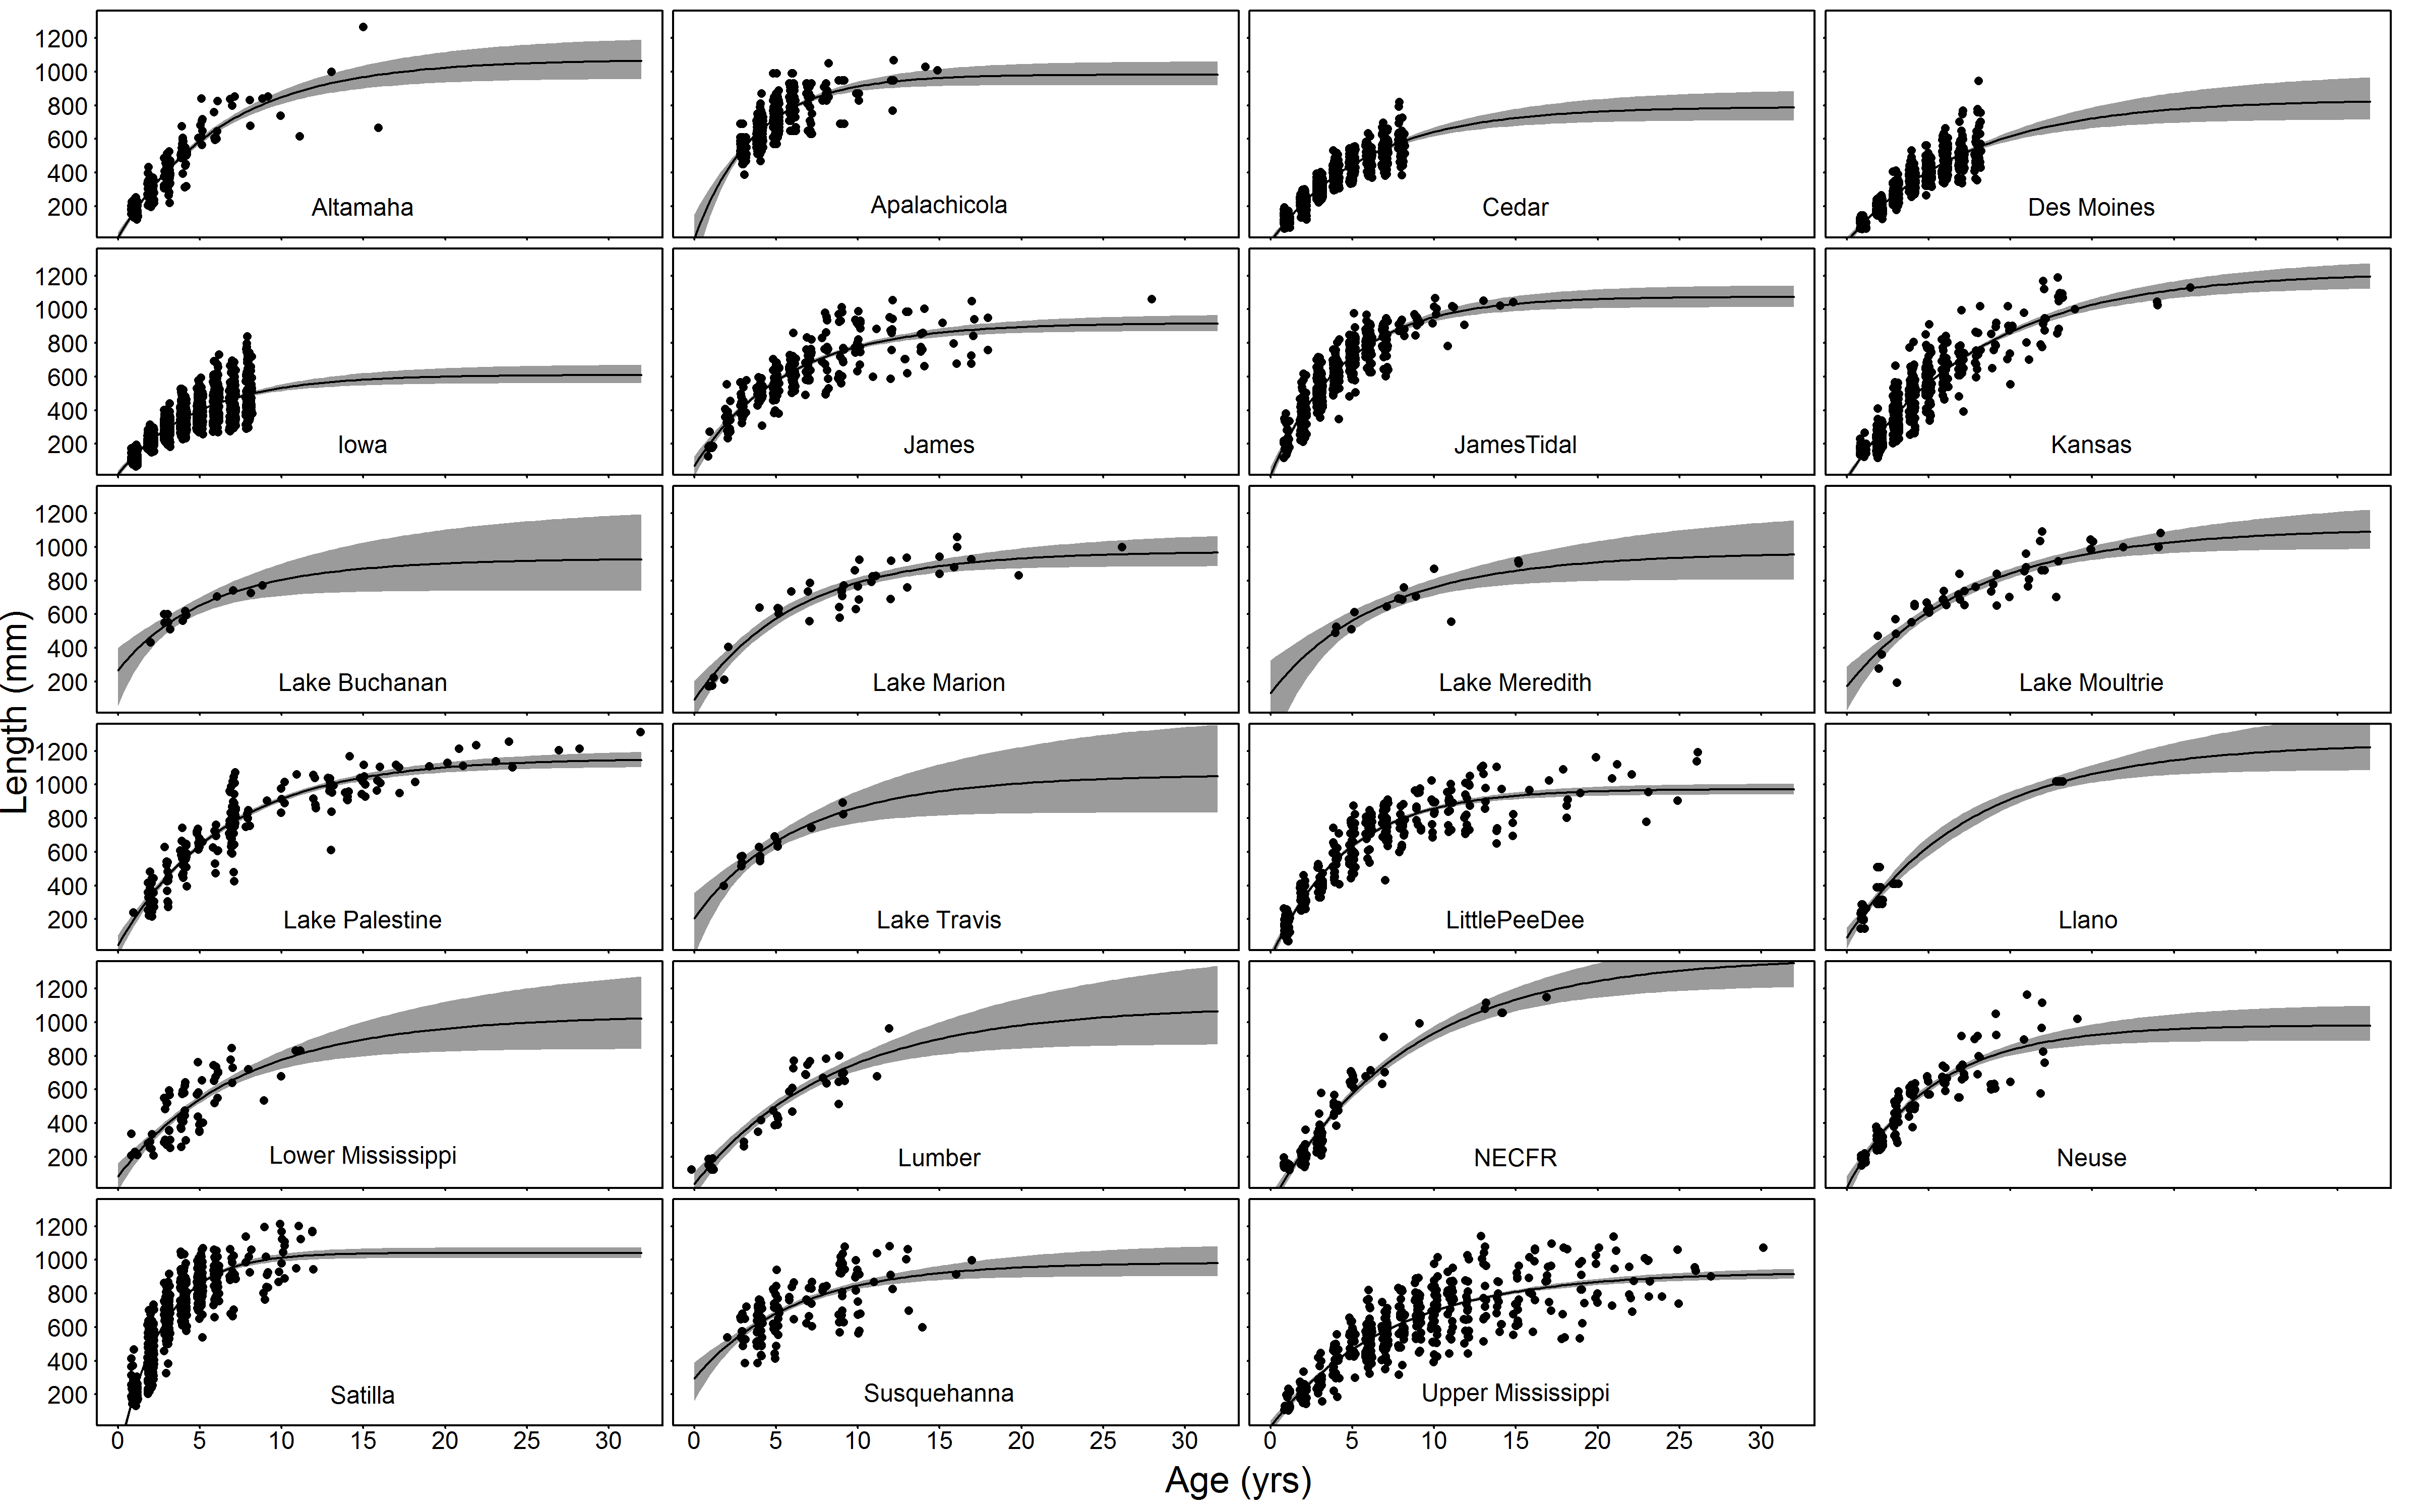 1200
1000
800
600
400
200
Altamaha
Apalachicola
Cedar
Des Moines
1200
1000
800
600
400
200
Iowa
James
JamesTidal
Kansas
1200
1000
800
600
400
200
Lake Buchanan
Lake Marion
Lake Meredith
Lake Moultrie
Length (mm)
1200
1000
800
600
400
200
Lake Palestine
Lake Travis
LittlePeeDee
Llano
1200
1000
800
600
400
200
Lower Mississippi
Lumber
NECFR
Neuse
1200
1000
800
600
400
200
Satilla
Susquehanna
Upper Mississippi
0 5 10 15 20 25 30
0 5 10 15 20 25 30
0 5 10 15 20 25 30
Age (yrs)